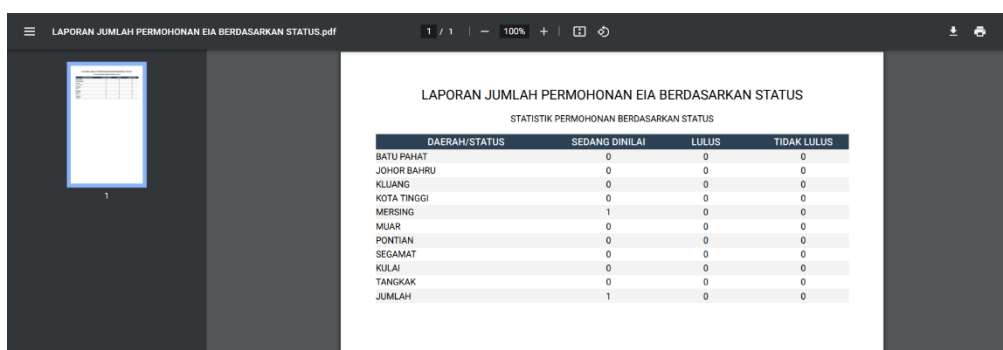 LAPORAN JUMLAH PERMOHONAN EIA BERDASARKAN STATUS.pdf 1 / 1 100%
LAPORAN JUMLAH PERMOHONAN EIA BERDASARKAN STATUS
STATISTIK PERMOHONAN BERDASARKAN STATUS
DAERAH/STATUS SEDANG DINILAI LULUS TIDAK LULUS
BATU PAHAT 0 0 0
JOHOR BAHRU 0 0 0
KLUANG 0 0 0
KOTA TINGGI 0 0 0
MERSING 1 0 0
MUAR 0 0 0
PONTIAN 0 0 0
SEGAMAT 0 0 0
KULAI 0 0 0
TANGKAK 0 0 0
JUMLAH 1 0 0
1